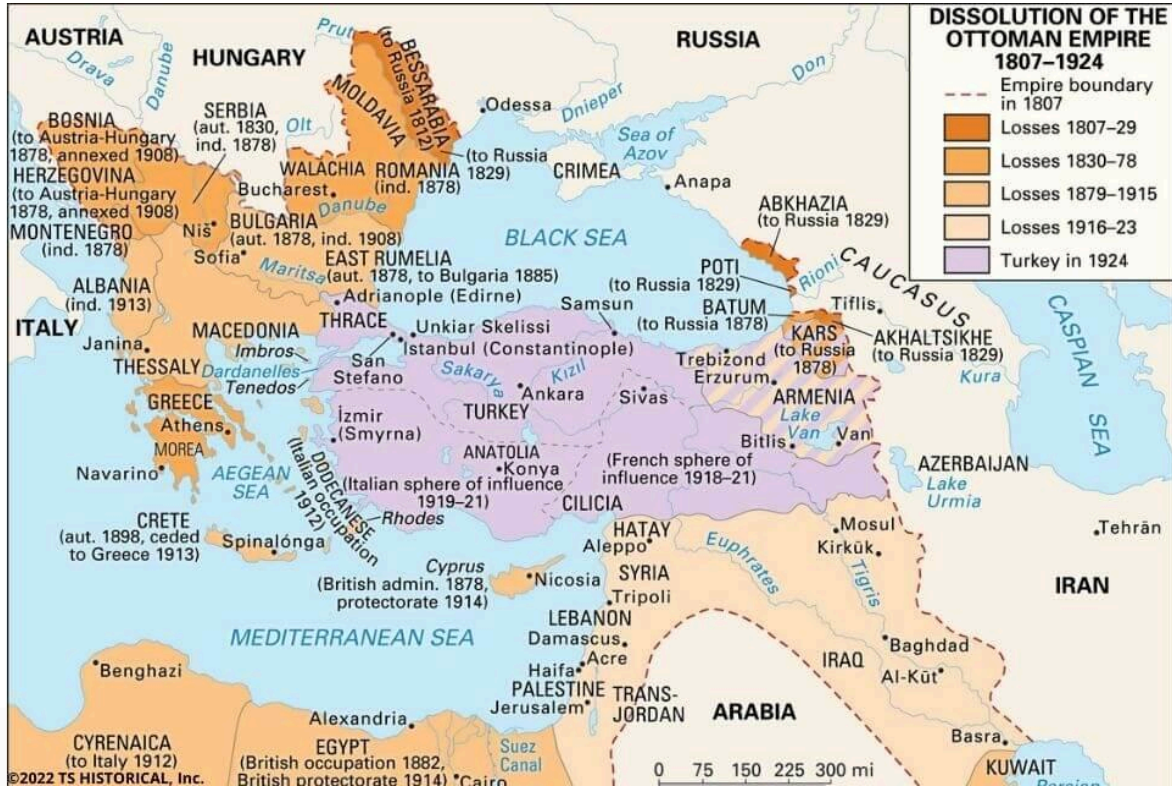 DISSOLUTION OF THE
OTTOMAN EMPIRE
1807–1924
Empire boundary
in 1807
Losses 1807–29
Losses 1830–78
Losses 1879–1915
Losses 1916–23
Turkey in 1924
AUSTRIA
Drava
Danube
HUNGARY
Prut
BESSARABIA
(to Russia 1812)
MOLDAVIA
RUSSIA
Don
Dnieper
Odessa
Sea of
Azov
CRIMEA
Anapa
(to Russia
1829)
BOSNIA
(to Austria-Hungary
1878, annexed 1908)
HERZEGOVINA
(to Austria-Hungary
1878, annexed 1908)
MONTENEGRO
(ind. 1878)
SERBIA
(aut. 1830,
ind. 1878)
Olt
WALACHIA
Bucharest
ROMANIA
(ind. 1878)
Danube
Niš
BULGARIA
(aut. 1878, ind. 1908)
Sofia
EAST RUMELIA
(aut. 1878, to Bulgaria 1885)
Maritsa
BLACK SEA
ABKHAZIA
(to Russia 1829)
POTI
(to Russia 1829)
Rioni
CAUCASUS
BATUM
(to Russia 1878)
Tiflis
AKHALTSIKHE
(to Russia 1829)
KARS
(to Russia
1878)
Kura
CASPIAN SEA
ALBANIA
(ind. 1913)
ITALY
Janina
MACEDONIA
THESSALY
Adrianople (Edirne)
THRACE
Unkiar Skelissi
Istanbul (Constantinople)
San
Stefano
Imbros
Dardanelles
Tenedos
Samsun
Trebizond
Erzurum
ARMENIA
Lake
Van
Van
Bitlis
Sakarya
Kızıl
Ankara
Sivas
TURKEY
GREECE
Athens
MOREA
Navarino
AEGEAN
SEA
İzmir
(Smyrna)
ANATOLIA
Konya
(Italian sphere of influence
1919–21)
(French sphere of
influence 1918–21)
CILICIA
DODECANESE
(Italian occupation
1912)
Rhodes
AZERBAIJAN
Lake
Urmia
Tehrān
CRETE
(aut. 1898, ceded
to Greece 1913)
Spinalónga
Cyprus
(British admin. 1878,
protectorate 1914)
Nicosia
HATAY
Aleppo
SYRIA
Tripoli
LEBANON
Damascus
Acre
Haifa
PALESTINE
Jerusalem
TRANS-
JORDAN
Euphrates
Mosul
Kirkūk
Tigris
IRAN
Baghdad
IRAQ
Al-Kūt
Basra
KUWAIT
Persian
ARABIA
MEDITERRANEAN SEA
Benghazi
CYRENAICA
(to Italy 1912)
Alexandria
EGYPT
(British occupation 1882,
British protectorate 1914)
Cairo
Suez
Canal
0 75 150 225 300 mi
©2022 TS HISTORICAL, Inc.